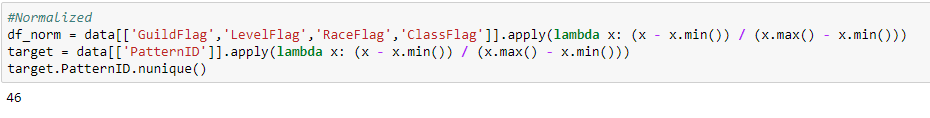 #Normalized
df_norm = data[['GuildFlag','LevelFlag','RaceFlag','ClassFlag']].apply(lambda x: (x - x.min()) / (x.max() - x.min()))
target = data[['PatternID']].apply(lambda x: (x - x.min()) / (x.max() - x.min()))
target.PatternID.nunique()
46